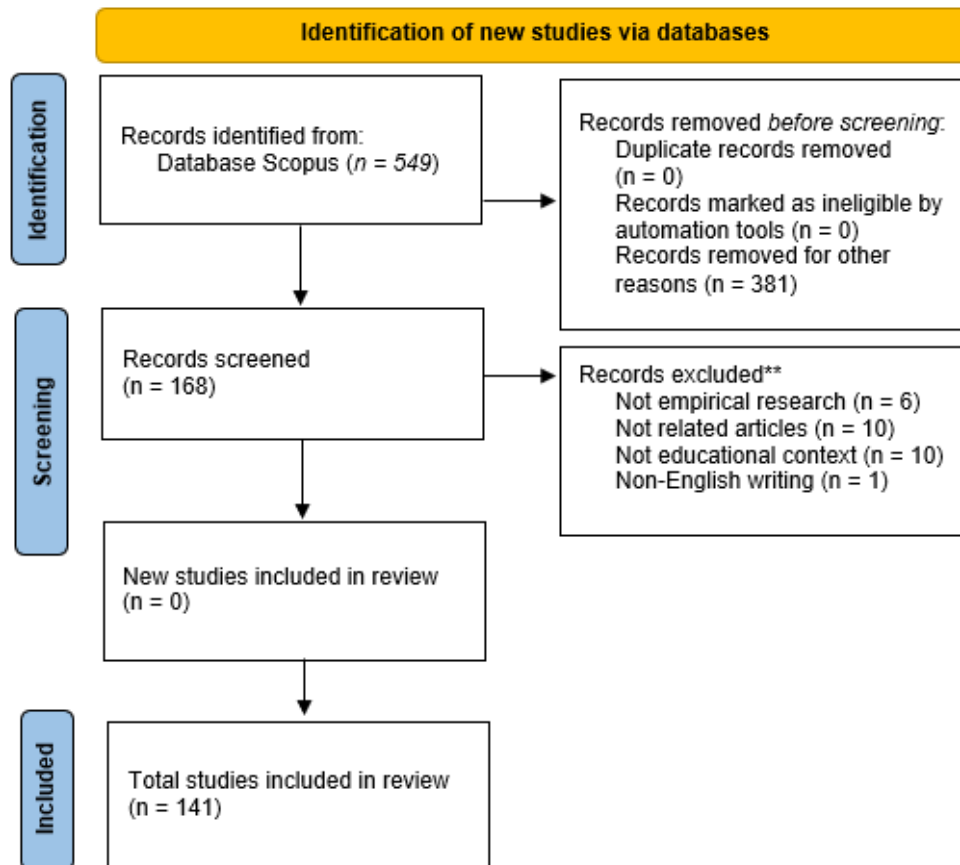 Identification of new studies via databases
Identification
Records identified from:
Database Scopus (n = 549)
Records removed before screening:
Duplicate records removed
(n = 0)
Records marked as ineligible by
automation tools (n = 0)
Records removed for other
reasons (n = 381)
Screening
Records screened
(n = 168)
Records excluded**
Not empirical research (n = 6)
Not related articles (n = 10)
Not educational context (n = 10)
Non-English writing (n = 1)
New studies included in review
(n = 0)
Included
Total studies included in review
(n = 141)